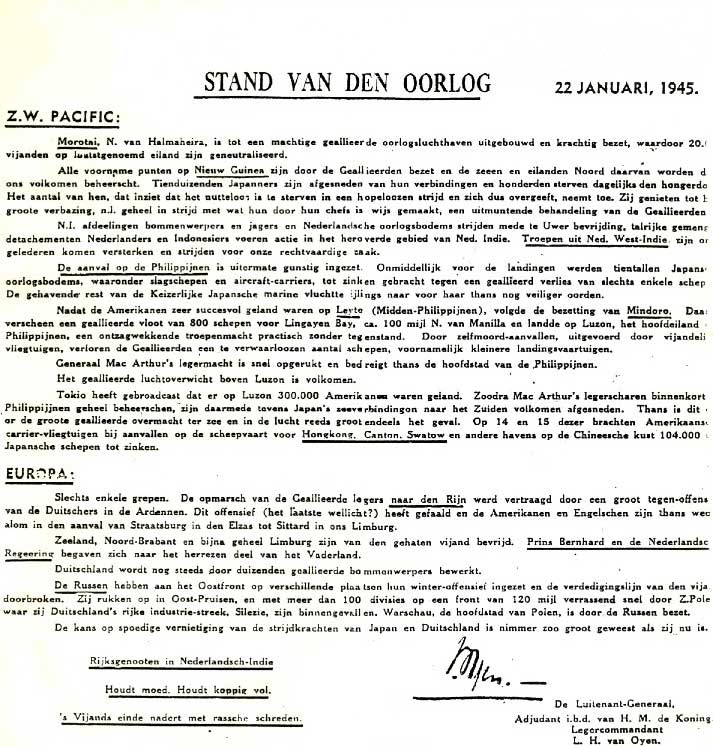 STAND VAN DEN OORLOG
22 JANUARI, 1945.
Z.W. PACIFIC:
Morotai, N. van Halmaheira, is tot een machtige geallieerde oorlogsluchthaven uitgebouwd en krachtig bezet, waardoor 20.
vijanden op laatstgenoemd eiland zijn geneutraliseerd.
Alle voorname punten op Nieuw Guinea zijn door de Geallieerden bezet en de zeeen en eilanden Noord daarvan worden d
ons volkomen beheerscht. Tienduizenden Japanners zijn afgesneden van hun verbindingen en honderden sterven dagelijks den hongerdo
Het aantal van hen, dat inziet dat het nutteloos is te sterven in een hopeloozen strijd en zich dus overgeeft, neemt toe. Zij genieten tot h
groote verbazing, n.l. geheel in strijd met wat hun door hun chefs is wijs gemaakt, een uitmuntende behandeling van de Geallieerden
N.I. afdeelingen bommenwerpers en jagers en Nederlandsche oorlogsbodems strijden mede te Uwer bevrijding, talrijke gemeng
detachementen Nederlanders en Indonesiers voeren actie in het heroverde gebied van Ned. Indie. Troepen uit Ned. West-Indie zijn o
gelederen komen versterken en strijden voor onze rechtvaardige zaak.
De aanval op de Philippijnen is uitermate gunstig ingezet. Onmiddellijk voor de landingen werden tientallen Japans
oorlogsbodems, waaronder slagschepen en aircraft-carriers, tot zinken gebracht tegen een geallieerd verlies van slechts enkele schep
De gehavende rest van de Keizerlijke Japansche marine vluchtte ijlings naar voor haar thans nog veiliger oorden.
Nadat de Amerikanen zeer succesvol geland waren op Leyte (Midden-Philippijnen), volgde de bezetting van Mindoro. Daa
verscheen een geallieerde vloot van 800 schepen voor Lingayen Bay, ca. 100 mijl N. van Manilla en landde op Luzon, het hoofdeiland
Philippijnen, een ontzagwekkende troepenmacht practisch zonder tegenstand. Door zelfmoord-aanvallen, uitgevoerd door vijandeli
vliegtuigen, verloren de Geallieerden een te verwaarloozen aantal schepen, voornamelijk kleinere landingsvaartuigen.
Generaal Mac Arthur's legermacht is snel opgerukt en bedreigt thans de hoofdstad van de Philippijnen.
Het geallieerde luchtoverwicht boven Luzon is volkomen.
Tokio heeft gebroadcast dat er op Luzon 300.000 Amerikanen waren geland. Zoodra Mac Arthur's legerscharen binnenkort
Philippijjnen geheel beheerschen, zijn daarmede tevens Japan's zeeverbindingen naar het Zuiden volkomen afgesneden. Thans is dit
or de groote geallieerde overmacht ter zee en in de lucht reeds grootendeels het geval. Op 14 en 15 dezer brachten Amerikaans
carrier-vliegtuigen bij aanvallen op de scheepvaart voor Hongkong, Canton, Swatow en andere havens op de Chineesche kust 104.000
Japansche schepen tot zinken.
EUROPA:
Slechts enkele grepen. De opmarsch van de Geallieerde legers naar den Rijn werd vertraagd door een groot tegen-offens
van de Duitschers in de Ardennen. Dit offensief (het laatste wellicht?) heeft gefaald en de Amerikanen en Engelschen zijn thans wec
alom in den aanval van Straatsburg in den Elzas tot Sittard in ons Limburg.
Zeeland, Noord-Brabant en bijna geheel Limburg zijn van den gehaten vijand bevrijd. Prins Bernhard en de Nederlandsc
Regeering begaven zich naar het herrezen deel van het Vaderland.
Duitschland wordt nog steeds door duizenden geallieerde bommenwerpers bewerkt.
De Russen hebben aan het Oostfront op verschillende plaatsen hun winter-offensief ingezet en de verdedigingslijn van den vija
doorbroken. Zij rukken op in Oost-Pruisen, en met meer dan 100 divisies op een front van 120 mijl verrassend snel door Z.Pole
waar zij Duitschland's rijke industrie-streek, Silezie, zijn binnengevallen. Warschau, de hoofdstad van Polen, is door de Russen bezet.
De kans op spoedige vernietiging van de strijdkrachten van Japan en Duitschland is nimmer zoo groot geweest als zij nu is.
Rijksgenooten in Nederlandsch-Indie
Houdt moed. Houdt koppig vol.
's Vijands einde nadert met rassche schreden.
De Luitenant-Generaal,
Adjudant i.b.d. van H. M. de Koning
Legercommandant
L. H. van Oyen.